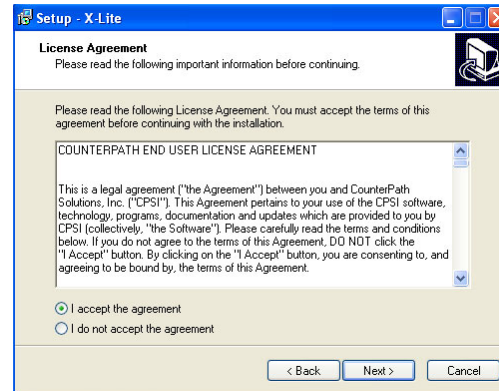 Setup - X-Lite
License Agreement
Please read the following important information before continuing.
Please read the following License Agreement. You must accept the terms of this
agreement before continuing with the installation.
COUNTERPATH END USER LICENSE AGREEMENT
This is a legal agreement ("the Agreement") between you and CounterPath
Solutions, Inc. ("CPSI"). This Agreement pertains to your use of the CPSI software,
technology, programs, documentation and updates which are provided to you by
CPSI (collectively, "the Software"). Please carefully read the terms and conditions
below. If you do not agree to the terms of this Agreement, DO NOT click the
"I Accept" button. By clicking on the "I Accept" button, you are consenting to, and
agreeing to be bound by, the terms of this Agreement.
I accept the agreement
I do not accept the agreement
< Back Next > Cancel